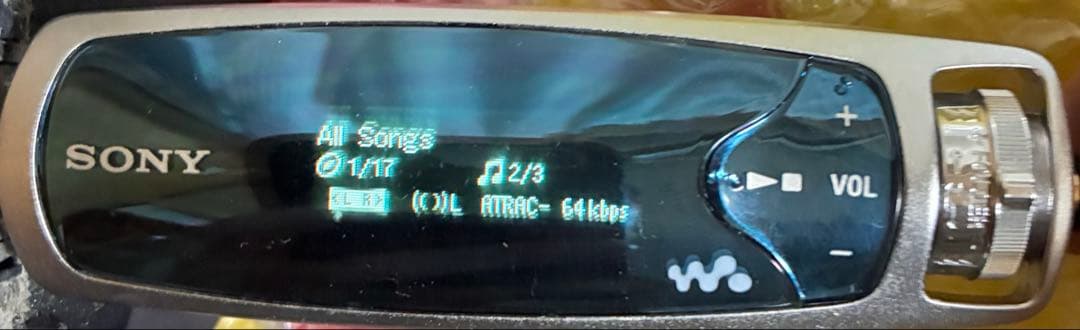 SONY
All Songs
1/17 2/3
L R L ATRAC- 64kbps
+
VOL
-